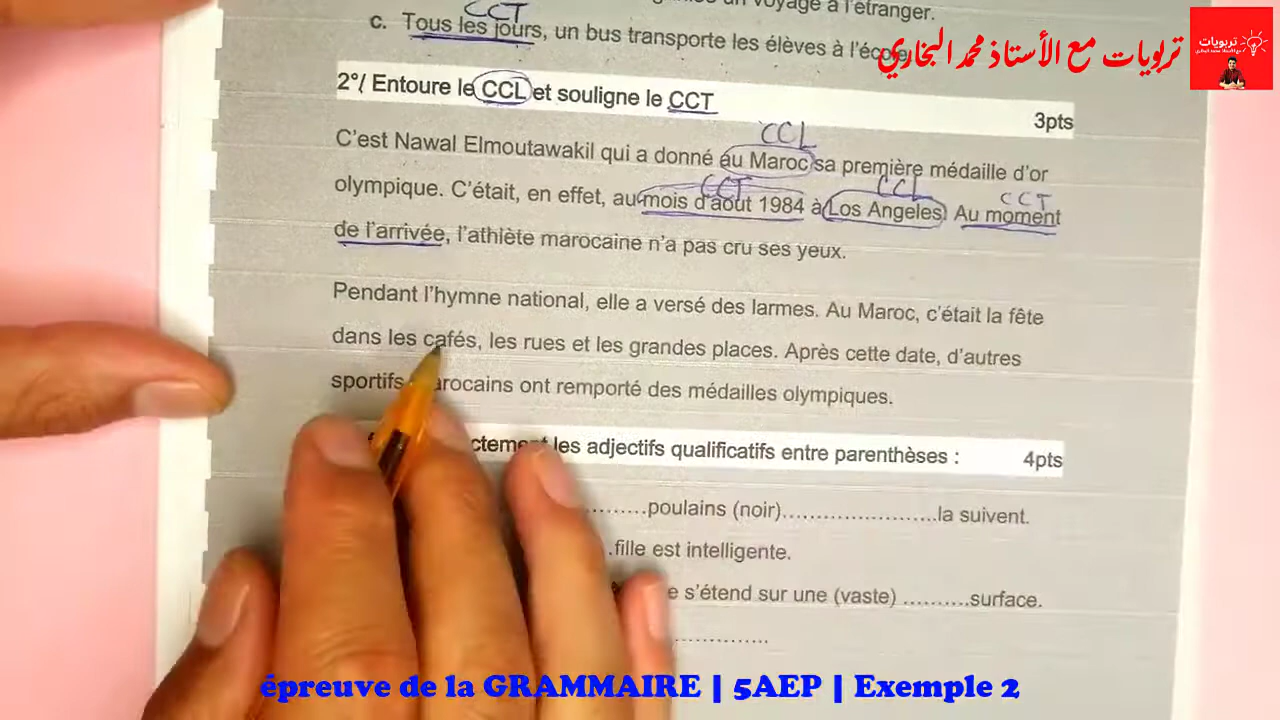 voyage à l'étranger.
CCT
c. Tous les jours, un bus transporte les élèves à l'école
تربويات مع الأستاذ محمد البخاري
تربويات
2°/ Entoure le CCL et souligne le CCT
3pts
CCL
C'est Nawal Elmoutawakil qui a donné au Maroc sa première médaille d'or
CCT CCL CCT
olympique. C'était, en effet, au mois d'aout 1984 à Los Angeles. Au moment
de l'arrivée, l'athlète marocaine n'a pas cru ses yeux.
Pendant l'hymne national, elle a versé des larmes. Au Maroc, c'était la fête
dans les cafés, les rues et les grandes places. Après cette date, d'autres
sportifs marocains ont remporté des médailles olympiques.
les adjectifs qualificatifs entre parenthèses : 4pts
.........poulains (noir)......................la suivent.
.fille est intelligente.
s'étend sur une (vaste) ..........surface.
...............
épreuve de la GRAMMAIRE | 5AEP | Exemple 2